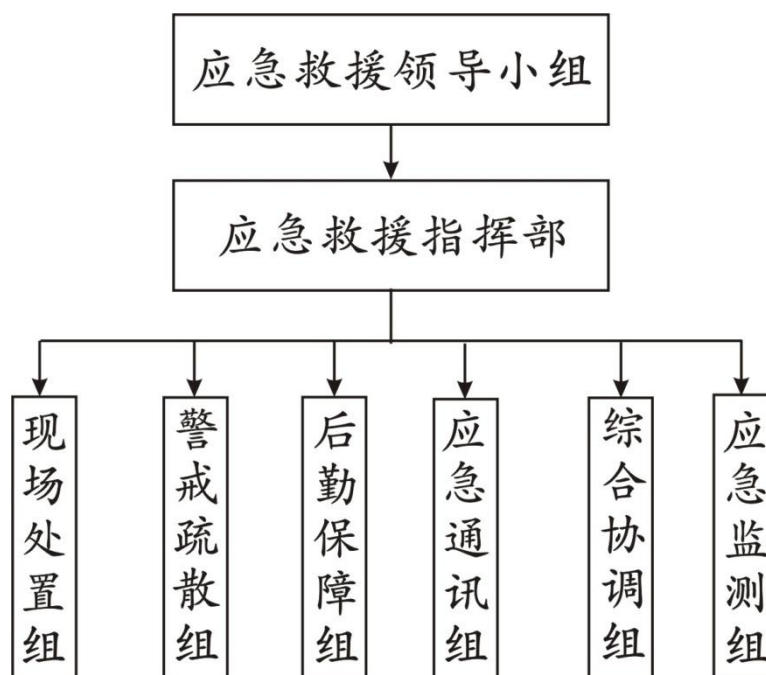 应急救援领导小组
应急救援指挥部
现场处置组
警戒疏散组
后勤保障组
应急通讯组
综合协调组
应急监测组